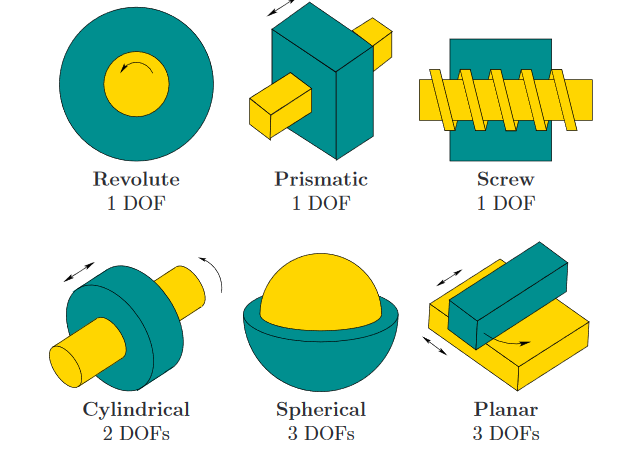 Revolute
1 DOF
Prismatic
1 DOF
Screw
1 DOF
Cylindrical
2 DOFs
Spherical
3 DOFs
Planar
3 DOFs